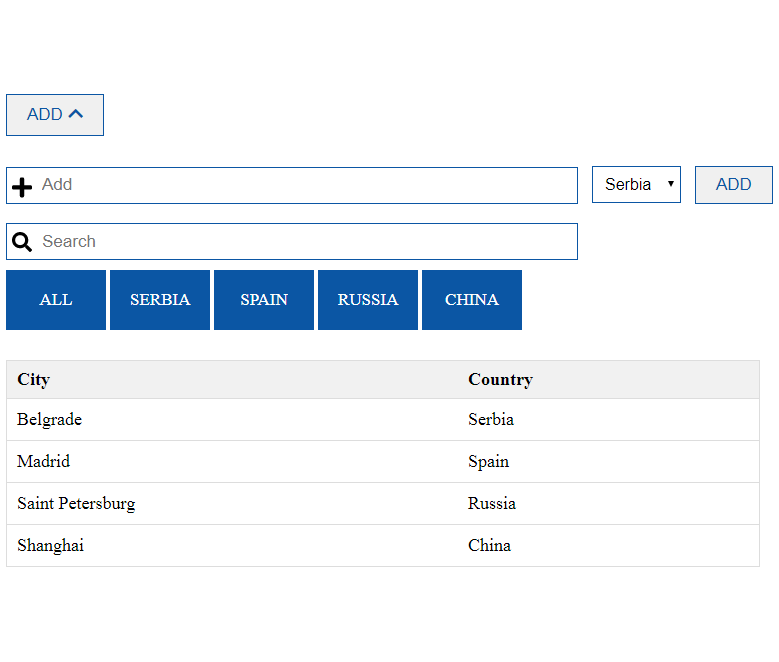 ADD
Add Serbia ADD
Search
ALL SERBIA SPAIN RUSSIA CHINA
City Country
Belgrade Serbia
Madrid Spain
Saint Petersburg Russia
Shanghai China